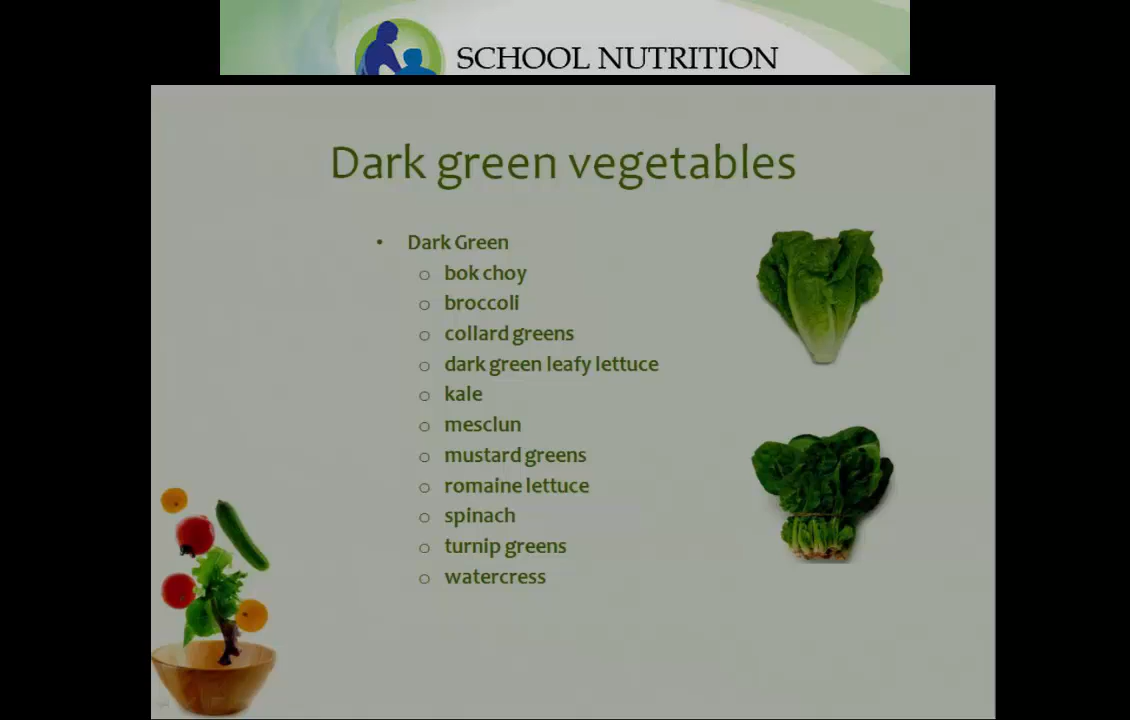 SCHOOL NUTRITION
Dark green vegetables
• Dark Green
o bok choy
o broccoli
o collard greens
o dark green leafy lettuce
o kale
o mesclun
o mustard greens
o romaine lettuce
o spinach
o turnip greens
o watercress